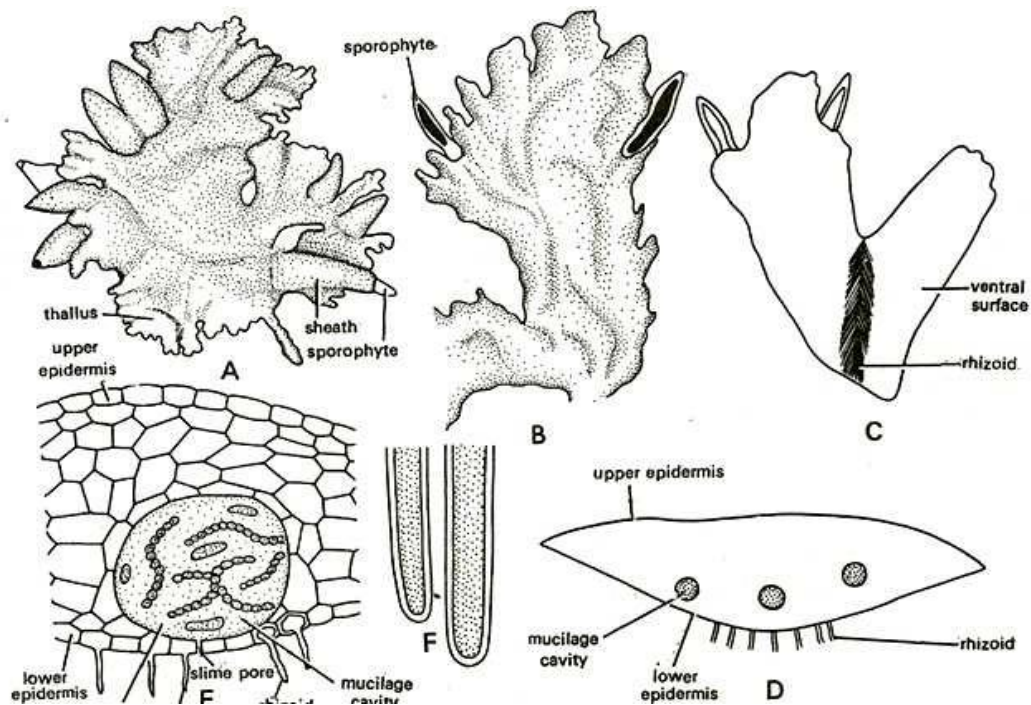 sporophyte
thallus
sheath
sporophyte
A
B
ventral
surface
rhizoid
C
upper
epidermis
lower
epidermis
slime pore
mucilage
cavity
E
F
upper epidermis
mucilage
cavity
lower
epidermis
rhizoid
D